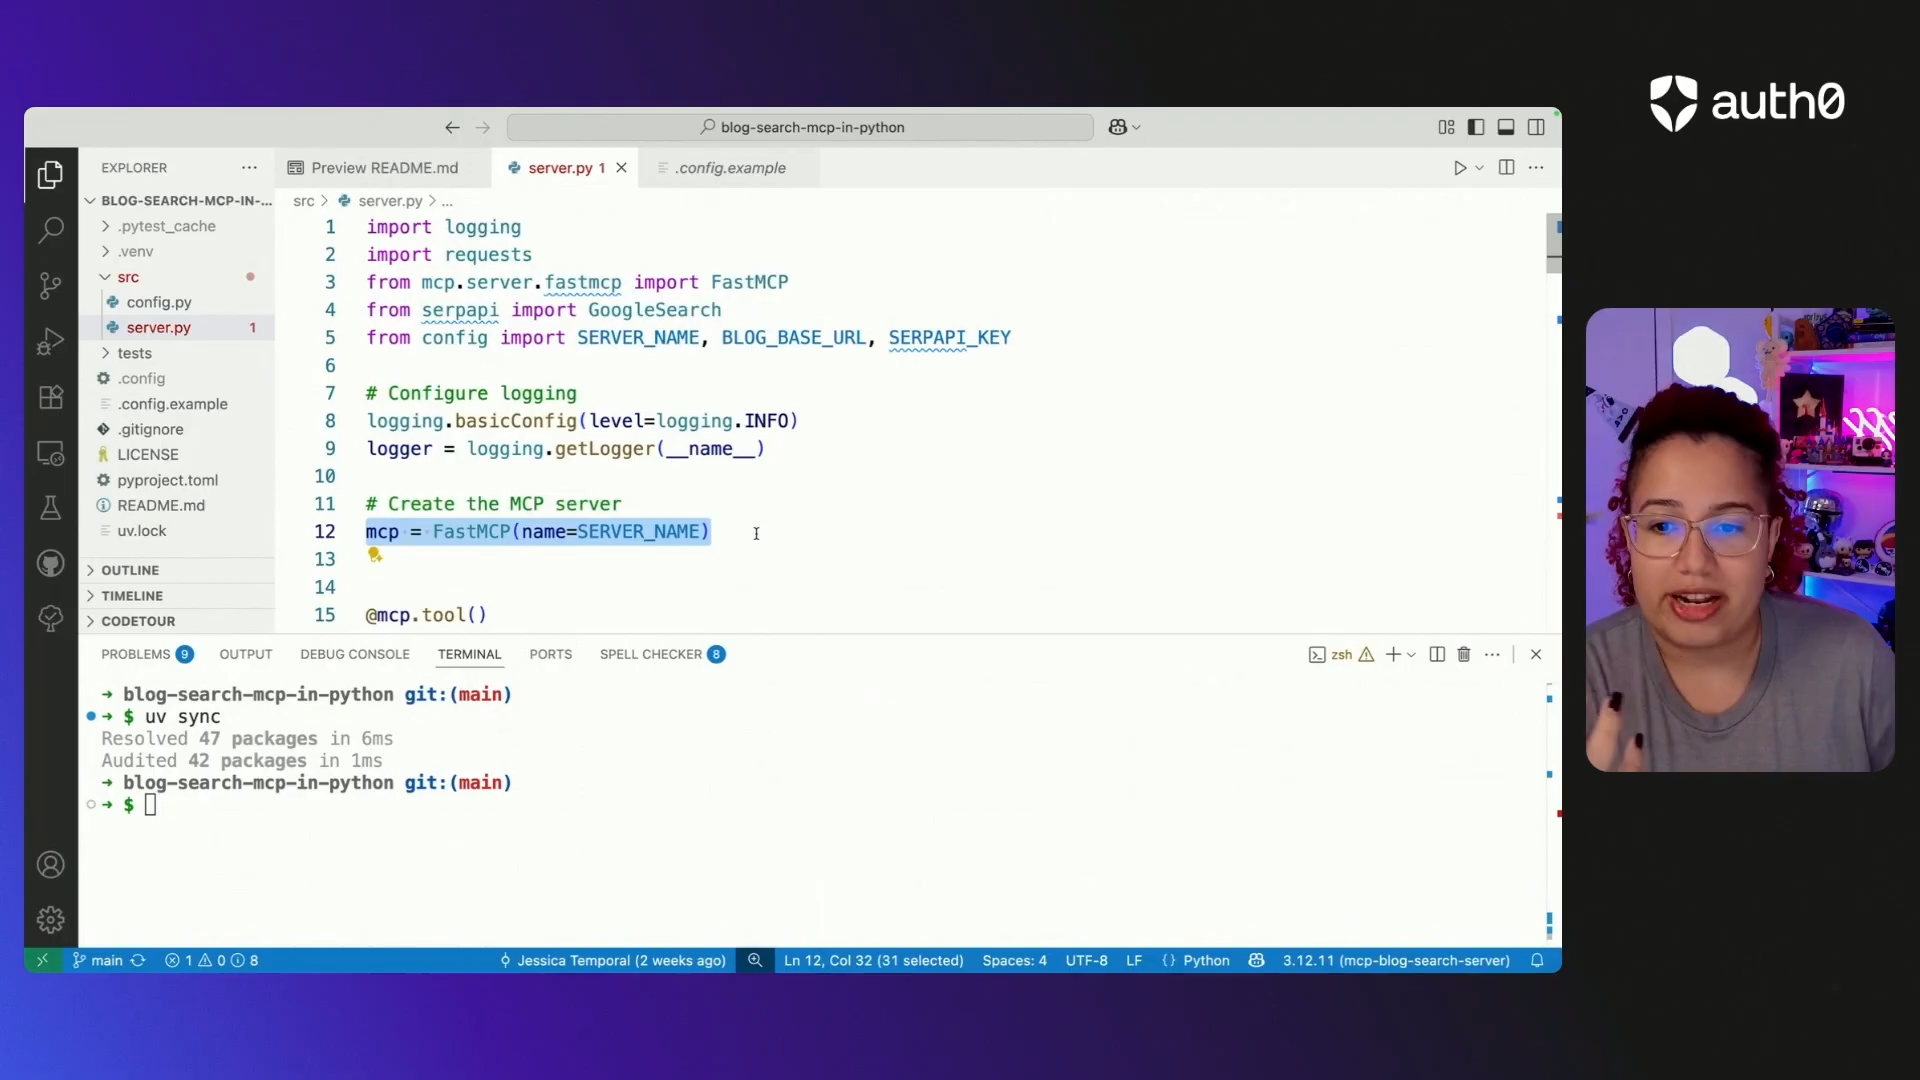 auth0
blog-search-mcp-in-python
EXPLORER
Preview README.md
server.py 1
.config.example
BLOG-SEARCH-MCP-IN-...
.pytest_cache
.venv
src
config.py
server.py 1
tests
.config
.config.example
.gitignore
LICENSE
pyproject.toml
README.md
uv.lock
OUTLINE
TIMELINE
CODETOUR
src > server.py > ...
1 import logging
2 import requests
3 from mcp.server.fastmcp import FastMCP
4 from serpapi import GoogleSearch
5 from config import SERVER_NAME, BLOG_BASE_URL, SERPAPI_KEY
6
7 # Configure logging
8 logging.basicConfig(level=logging.INFO)
9 logger = logging.getLogger(__name__)
10
11 # Create the MCP server
12 mcp = FastMCP(name=SERVER_NAME)
13
14
15 @mcp.tool()
PROBLEMS 9 OUTPUT DEBUG CONSOLE TERMINAL PORTS SPELL CHECKER 8
zsh
➜ blog-search-mcp-in-python git:(main)
➜ $ uv sync
Resolved 47 packages in 6ms
Audited 42 packages in 1ms
➜ blog-search-mcp-in-python git:(main)
➜ $
main 1 0 8 Jessica Temporal (2 weeks ago) Ln 12, Col 32 (31 selected) Spaces: 4 UTF-8 LF {} Python 3.12.11 (mcp-blog-search-server)